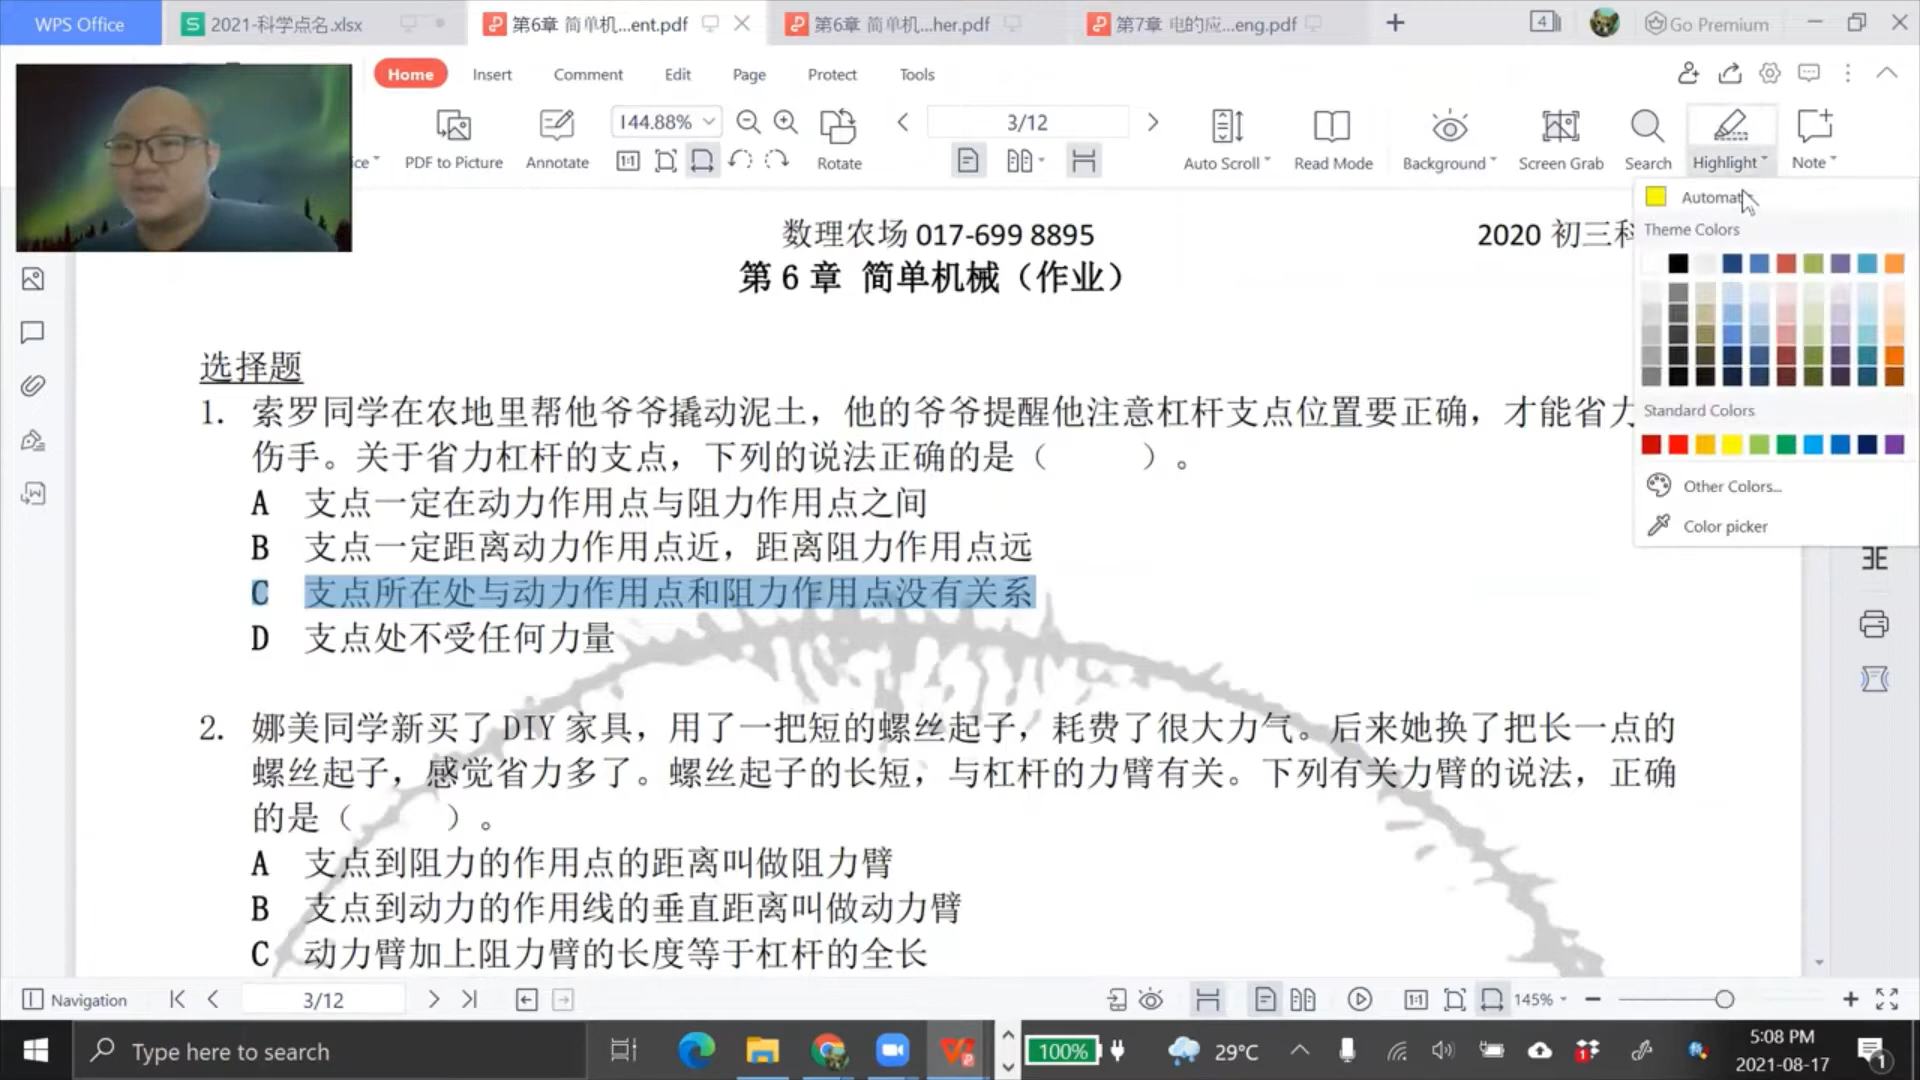 WPS Office
2021-科学点名.xlsx
第6章 简单机...ent.pdf
第6章 简单机...her.pdf
第7章 电的应...eng.pdf
4
Go Premium
Home
Insert
Comment
Edit
Page
Protect
Tools
PDF to Picture
Annotate
144.88%
1:1
Rotate
3/12
Auto Scroll
Read Mode
Background
Screen Grab
Search
Highlight
Note
Theme Colors
Standard Colors
Other Colors...
Color picker
数理农场 017-699 8895
2020 初三
第 6 章 简单机械（作业）
选择题
1. 索罗同学在农地里帮他爷爷撬动泥土，他的爷爷提醒他注意杠杆支点位置要正确，才能省力
伤手。关于省力杠杆的支点，下列的说法正确的是（ ）。
A 支点一定在动力作用点与阻力作用点之间
B 支点一定距离动力作用点近，距离阻力作用点远
C 支点所在处与动力作用点和阻力作用点没有关系
D 支点处不受任何力量
2. 娜美同学新买了 DIY 家具，用了一把短的螺丝起子，耗费了很大力气。后来她换了把长一点的
螺丝起子，感觉省力多了。螺丝起子的长短，与杠杆的力臂有关。下列有关力臂的说法，正确
的是（ ）。
A 支点到阻力的作用点的距离叫做阻力臂
B 支点到动力的作用线的垂直距离叫做动力臂
C 动力臂加上阻力臂的长度等于杠杆的全长
Navigation
3/12
1:1
145%
Type here to search
100%
29°C
5:08 PM
2021-08-17
1